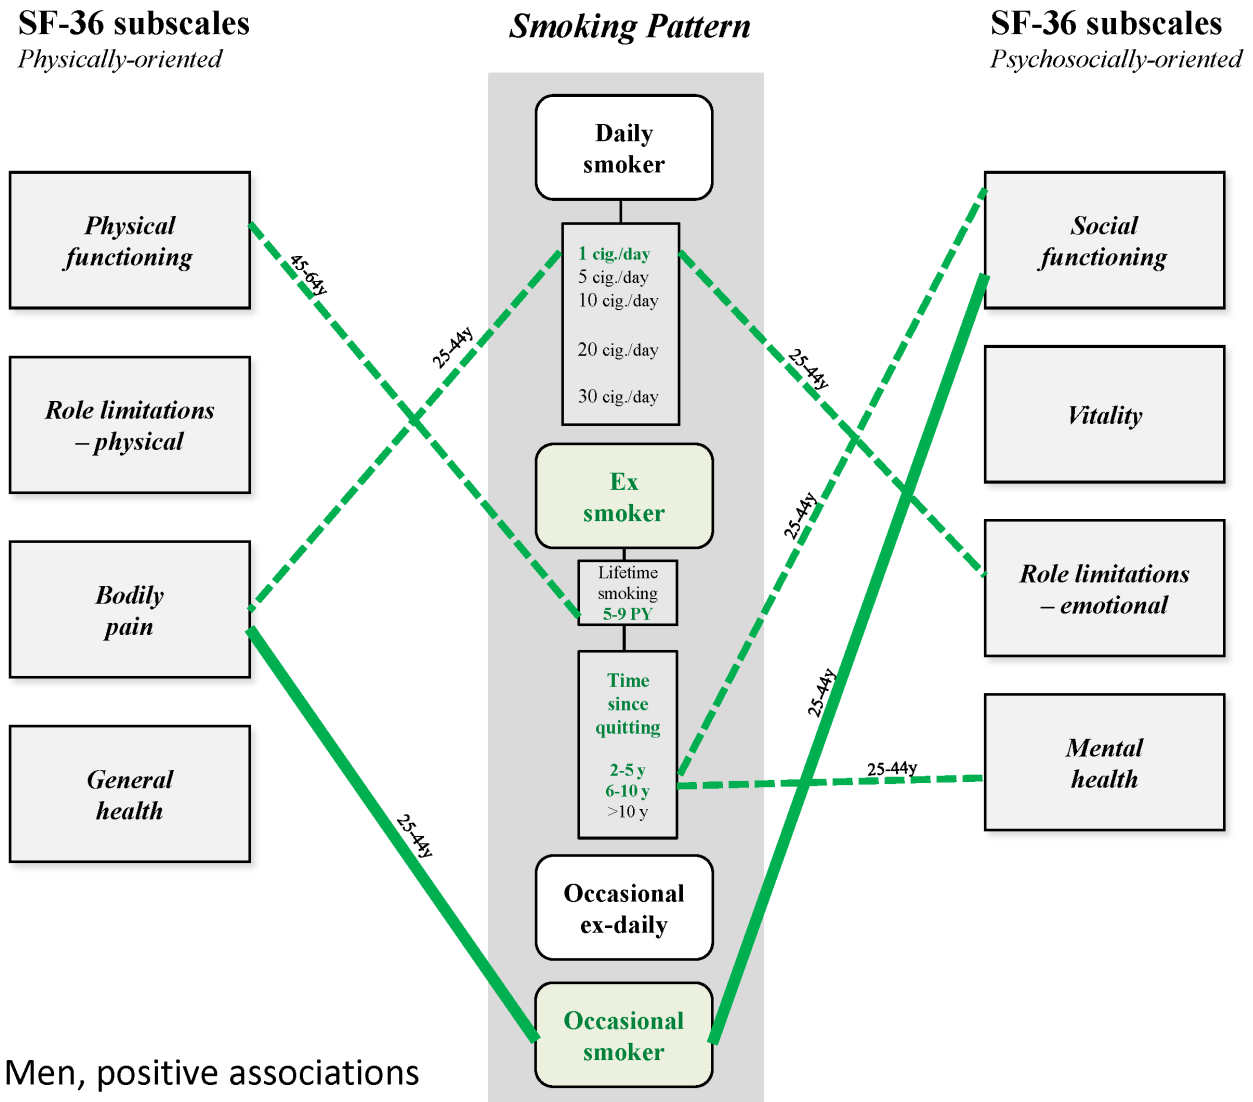 SF-36 subscales
Physically-oriented
Smoking Pattern
SF-36 subscales
Psychosocially-oriented
Physical
functioning
Role limitations
– physical
Bodily
pain
General
health
45-64y
25-44y
25-44y
Daily
smoker
1 cig./day
5 cig./day
10 cig./day
20 cig./day
30 cig./day
Ex
smoker
Lifetime
smoking
5-9 PY
Time
since
quitting
2-5 y
6-10 y
>10 y
Occasional
ex-daily
Occasional
smoker
25-44y
25-44y
25-44y
25-44y
Social
functioning
Vitality
Role limitations
– emotional
Mental
health
Men, positive associations